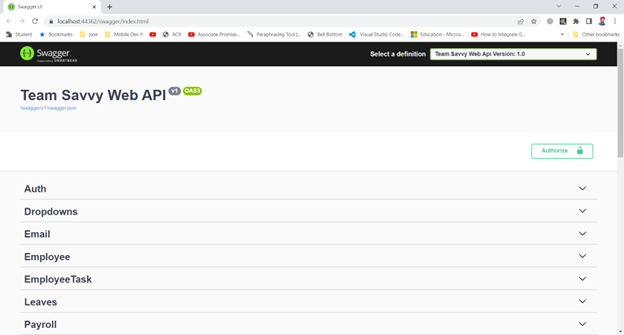 Swagger UI
localhost:44362/swagger/index.html
Student Bookmarks json Mobile Dev II ACX Associate Promise... Paraphrasing Tool |... Bell Bottom Visual Studio Code... Education - Micros... How to Integrate G... » Other bookmarks
Swagger. Select a definition Team Savvy Web Api Version: 1.0
SMARTBEAR
Team Savvy Web API v1 OAS3
/swagger/v1/swagger.json
Authorize
Auth
Dropdowns
Email
Employee
EmployeeTask
Leaves
Payroll